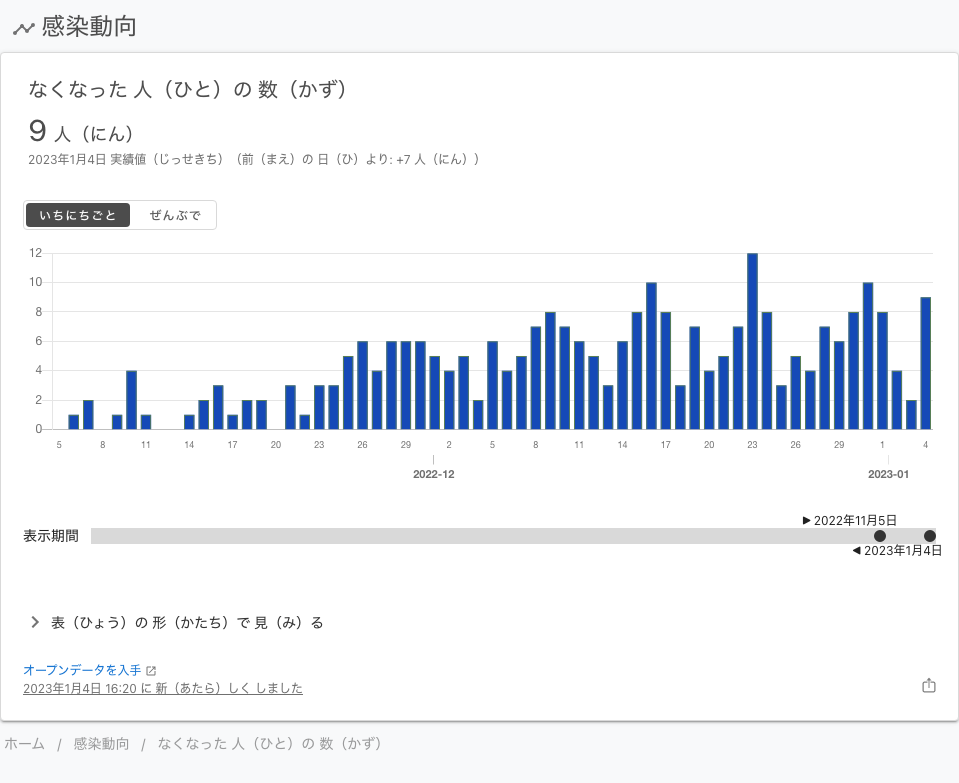 感染動向
なくなった 人（ひと）の 数（かず）
9 人（にん）
2023年1月4日 実績値（じっせきち）（前（まえ）の 日（ひ）より: +7 人（にん））
いちにちごと ぜんぶで
12
10
8
6
4
2
0
5 8 11 14 17 20 23 26 29 2 5 8 11 14 17 20 23 26 29 1 4
2022-12 2023-01
▶ 2022年11月5日
表示期間
◀ 2023年1月4日
表（ひょう）の 形（かたち）で 見（み）る
オープンデータを入手
2023年1月4日 16:20 に 新（あたら）しく しました
ホーム / 感染動向 / なくなった 人（ひと）の 数（かず）